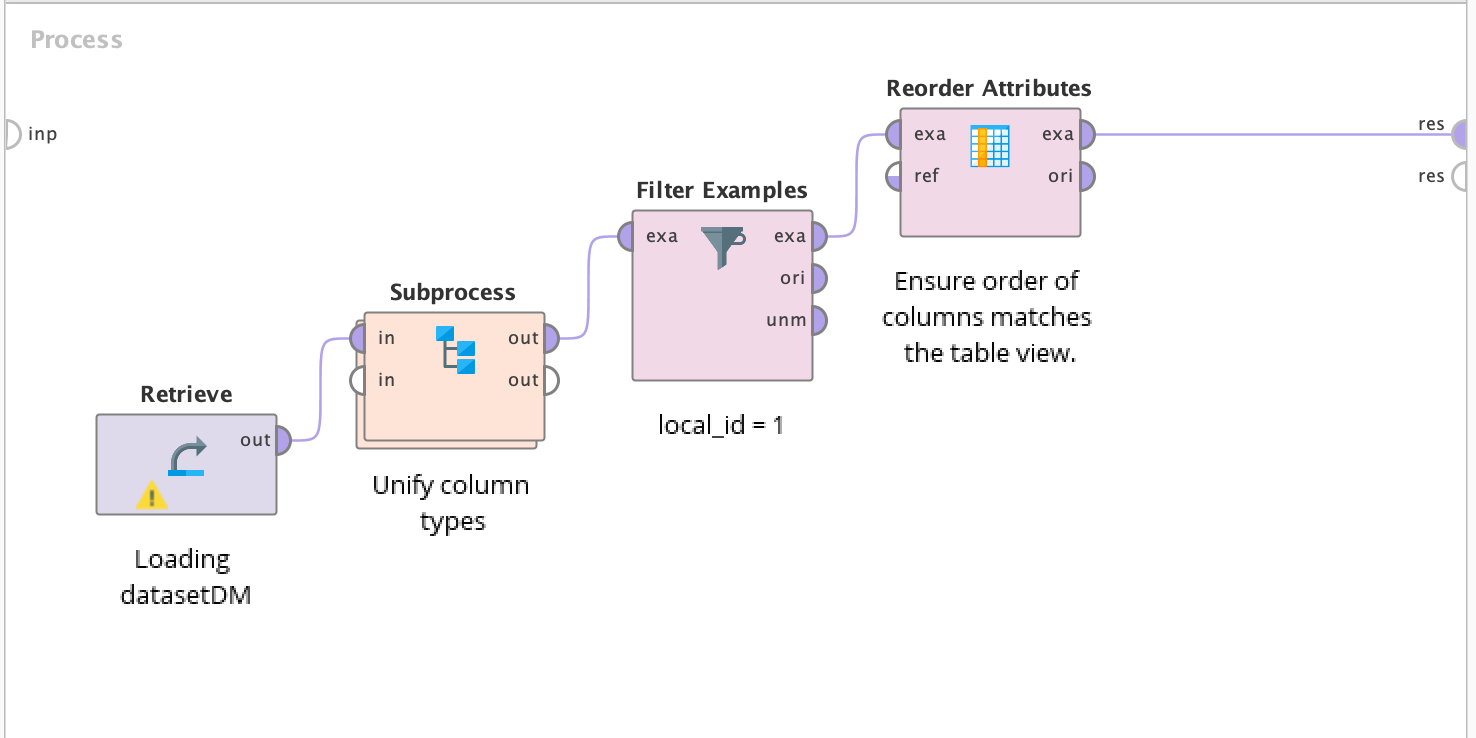 Process
inp
Retrieve
out
Loading
datasetDM
Subprocess
in out
in out
Unify column
types
Filter Examples
exa exa
ori
unm
local_id = 1
Reorder Attributes
exa exa
ref ori
Ensure order of
columns matches
the table view.
res
res